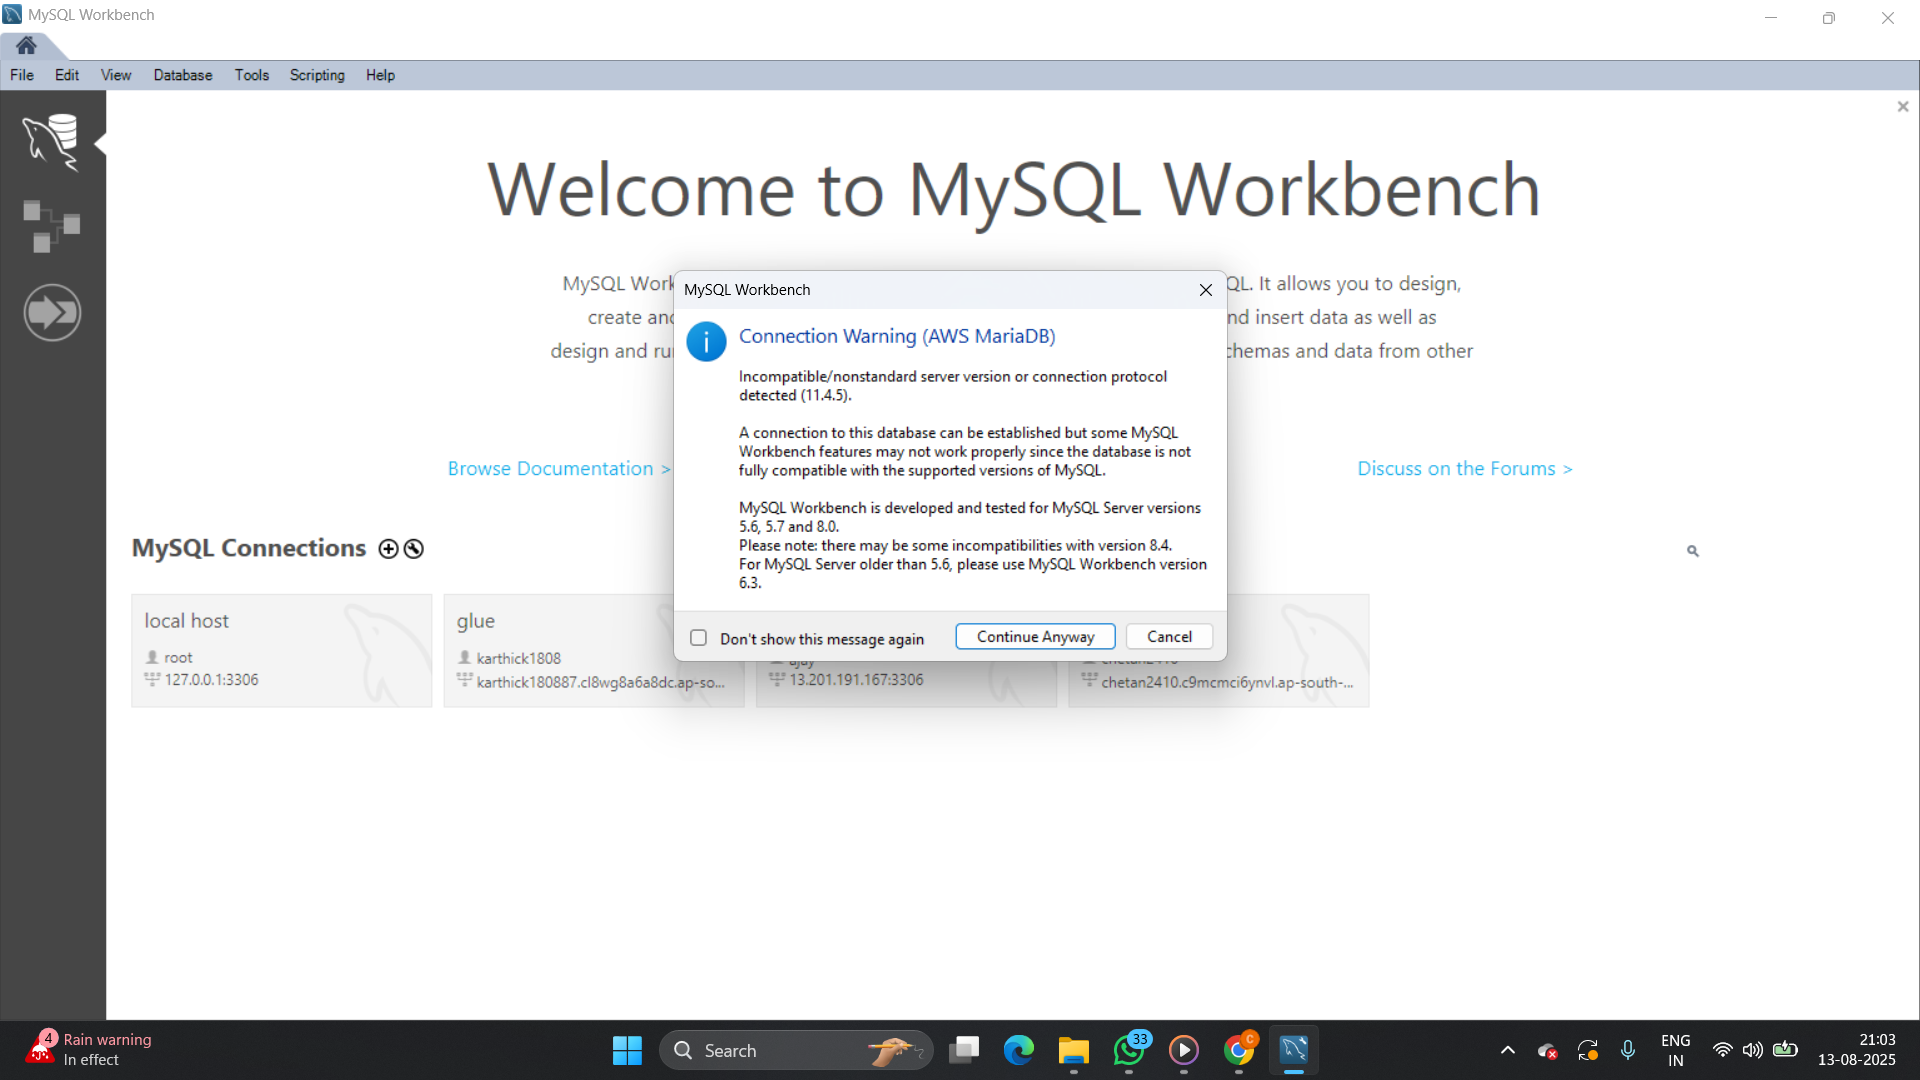 MySQL Workbench
File Edit View Database Tools Scripting Help
Welcome to MySQL Workbench
MySQL Work
QL. It allows you to design,
create and
nd insert data as well as
design and ru
chemas and data from other
MySQL Workbench
Connection Warning (AWS MariaDB)
Incompatible/nonstandard server version or connection protocol
detected (11.4.5).
A connection to this database can be established but some MySQL
Workbench features may not work properly since the database is not
fully compatible with the supported versions of MySQL.
MySQL Workbench is developed and tested for MySQL Server versions
5.6, 5.7 and 8.0.
Please note: there may be some incompatibilities with version 8.4.
For MySQL Server older than 5.6, please use MySQL Workbench version
6.3.
Don't show this message again
Continue Anyway
Cancel
Browse Documentation >
Discuss on the Forums >
MySQL Connections
local host
root
127.0.0.1:3306
glue
karthick1808
karthick180887.cl8wg8a6a8dc.ap-so...
ajay
13.201.191.167:3306
chetan2410
chetan2410.c9mcmci6ynvl.ap-south-...
4
Rain warning
In effect
Search
33
C
ENG
IN
21:03
13-08-2025